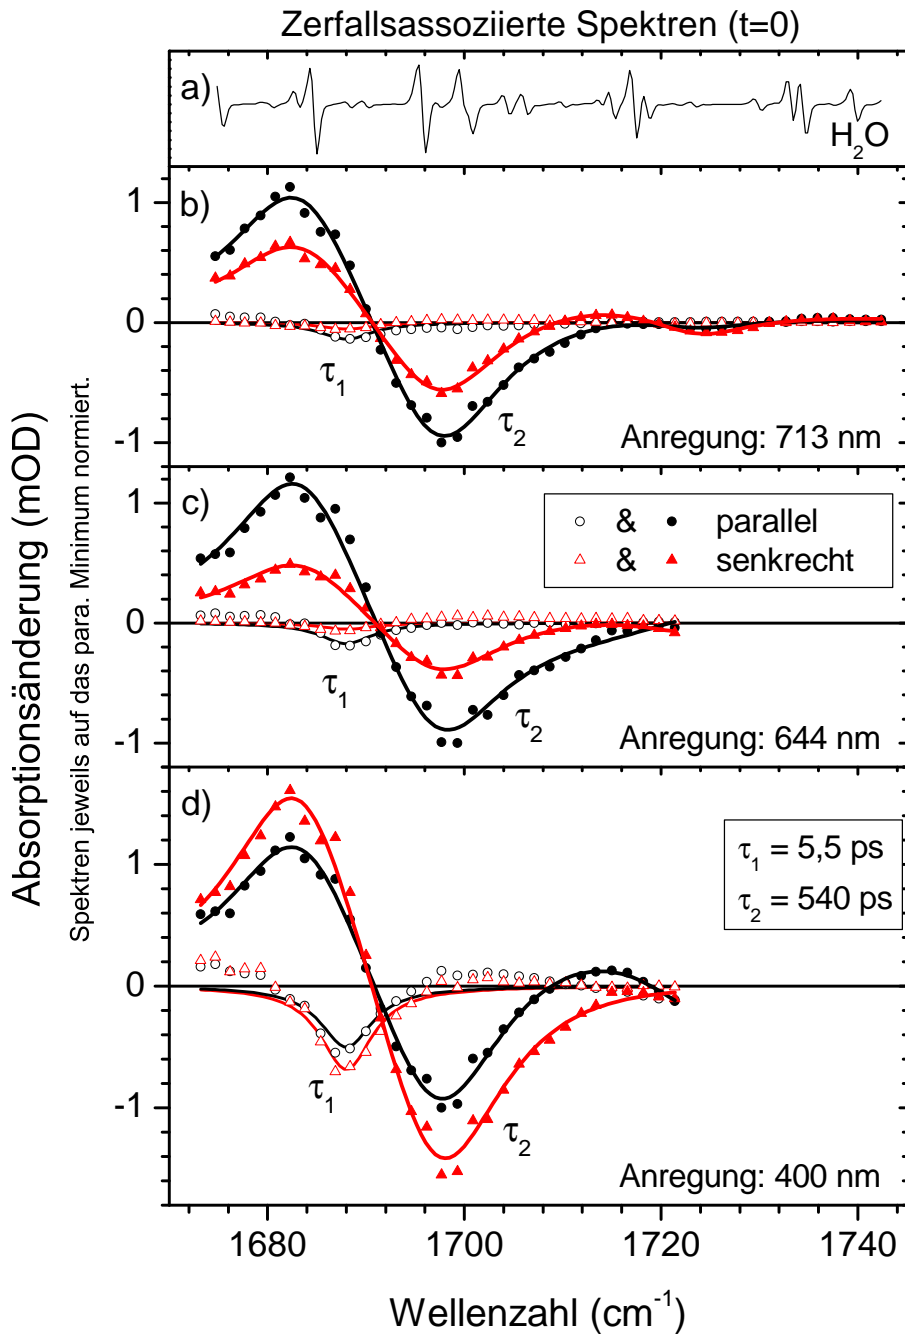 Zerfallsassoziierte Spektren (t=0)
a)
H₂O
b)
1
0
-1
τ₁
τ₂
Anregung: 713 nm
c)
1
0
-1
& parallel
& senkrecht
τ₁
τ₂
Anregung: 644 nm
d)
1
0
-1
τ₁ = 5,5 ps
τ₂ = 540 ps
τ₁
τ₂
Anregung: 400 nm
1680 1700 1720 1740
Wellenzahl (cm⁻¹)
Absorptionsänderung (mOD)
Spektren jeweils auf das para. Minimum normiert.